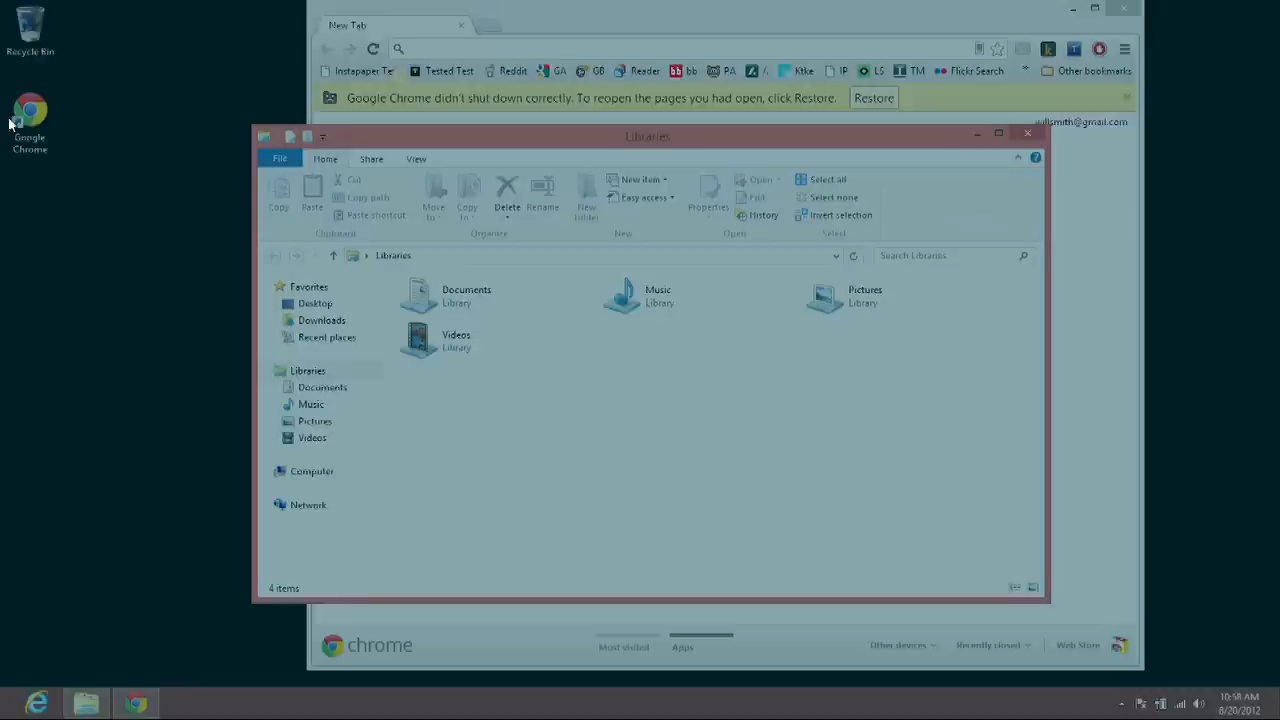 Recycle Bin
Google
Chrome
New Tab
Instapaper Te
Tested Test
Reddit
GA
GB
Reader
bb
bb
PA
/.
Ktke
IP
LS
TM
Flickr Search
»
Other bookmarks
Google Chrome didn't shut down correctly. To reopen the pages you had open, click Restore.
Restore
willsmith@gmail.com
Libraries
File
Home
Share
View
Copy
Paste
Cut
Copy path
Paste shortcut
Clipboard
Move
to
Copy
to
Delete
Rename
Organize
New
folder
New item
Easy access
New
Properties
Open
Edit
History
Open
Select all
Select none
Invert selection
Select
Libraries
Search Libraries
Favorites
Desktop
Downloads
Recent places
Libraries
Documents
Music
Pictures
Videos
Computer
Network
Documents
Library
Music
Library
Pictures
Library
Videos
Library
4 items
chrome
Most visited
Apps
Other devices
Recently closed
Web Store
10:58 AM
8/20/2012